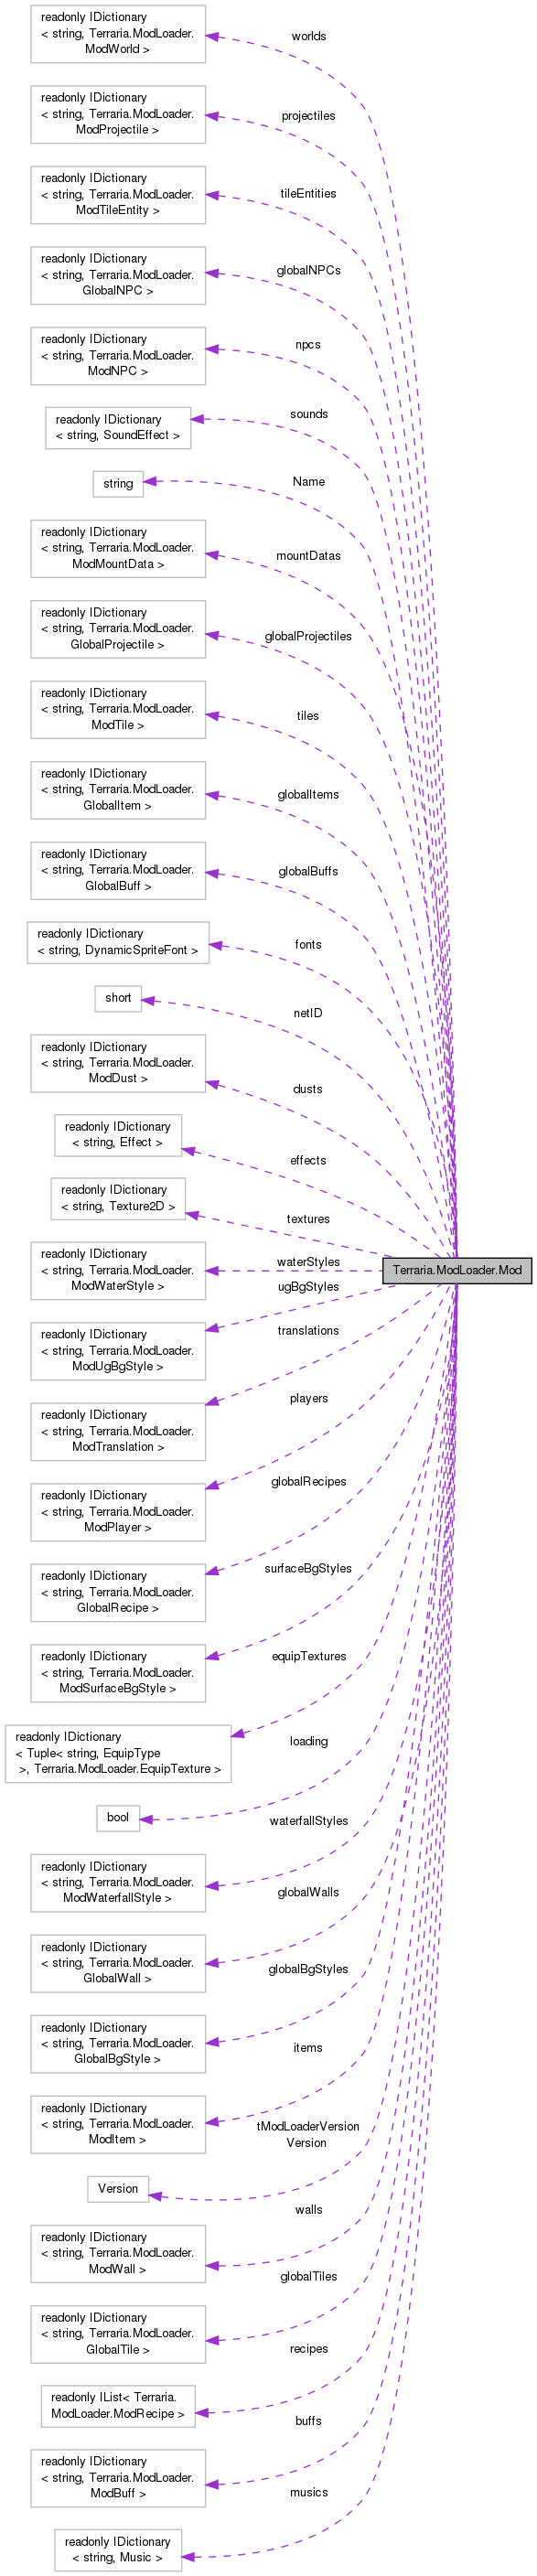 readonly IDictionary
< string, Terraria.ModLoader.
ModWorld >
worlds
readonly IDictionary
< string, Terraria.ModLoader.
ModProjectile >
projectiles
readonly IDictionary
< string, Terraria.ModLoader.
ModTileEntity >
tileEntities
readonly IDictionary
< string, Terraria.ModLoader.
GlobalNPC >
globalNPCs
readonly IDictionary
< string, Terraria.ModLoader.
ModNPC >
npcs
readonly IDictionary
< string, SoundEffect >
sounds
string
Name
readonly IDictionary
< string, Terraria.ModLoader.
ModMountData >
mountDatas
readonly IDictionary
< string, Terraria.ModLoader.
GlobalProjectile >
globalProjectiles
readonly IDictionary
< string, Terraria.ModLoader.
ModTile >
tiles
readonly IDictionary
< string, Terraria.ModLoader.
GlobalItem >
globalItems
readonly IDictionary
< string, Terraria.ModLoader.
GlobalBuff >
globalBuffs
readonly IDictionary
< string, DynamicSpriteFont >
fonts
short
netID
readonly IDictionary
< string, Terraria.ModLoader.
ModDust >
dusts
readonly IDictionary
< string, Effect >
effects
readonly IDictionary
< string, Texture2D >
textures
readonly IDictionary
< string, Terraria.ModLoader.
ModWaterStyle >
waterStyles
Terraria.ModLoader.Mod
ugBgStyles
readonly IDictionary
< string, Terraria.ModLoader.
ModUgBgStyle >
translations
readonly IDictionary
< string, Terraria.ModLoader.
ModTranslation >
players
readonly IDictionary
< string, Terraria.ModLoader.
ModPlayer >
globalRecipes
readonly IDictionary
< string, Terraria.ModLoader.
GlobalRecipe >
surfaceBgStyles
readonly IDictionary
< string, Terraria.ModLoader.
ModSurfaceBgStyle >
equipTextures
readonly IDictionary
< Tuple< string, EquipType
>, Terraria.ModLoader.EquipTexture >
loading
bool
waterfallStyles
readonly IDictionary
< string, Terraria.ModLoader.
ModWaterfallStyle >
globalWalls
readonly IDictionary
< string, Terraria.ModLoader.
GlobalWall >
globalBgStyles
readonly IDictionary
< string, Terraria.ModLoader.
GlobalBgStyle >
items
readonly IDictionary
< string, Terraria.ModLoader.
ModItem >
tModLoaderVersion
Version
Version
walls
readonly IDictionary
< string, Terraria.ModLoader.
ModWall >
globalTiles
readonly IDictionary
< string, Terraria.ModLoader.
GlobalTile >
recipes
readonly IList< Terraria.
ModLoader.ModRecipe >
buffs
readonly IDictionary
< string, Terraria.ModLoader.
ModBuff >
musics
readonly IDictionary
< string, Music >